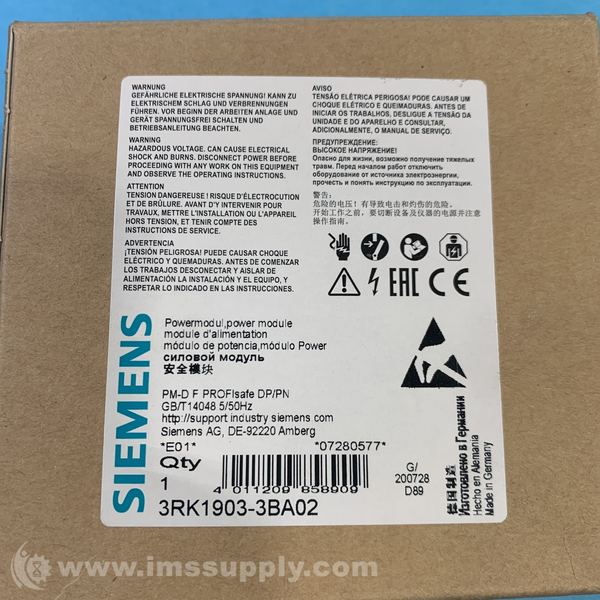 WARNUNG
GEFÄHRLICHE ELEKTRISCHE SPANNUNG! KANN ZU
ELEKTRISCHEM SCHLAG UND VERBRENNUNGEN
FÜHREN. VOR BEGINN DER ARBEITEN ANLAGE UND
GERÄT SPANNUNGSFREI SCHALTEN UND
BETRIEBSANLEITUNG BEACHTEN.
WARNING
HAZARDOUS VOLTAGE. CAN CAUSE ELECTRICAL
SHOCK AND BURNS. DISCONNECT POWER BEFORE
PROCEEDING WITH ANY WORK ON THIS EQUIPMENT
AND OBSERVE THE OPERATING INSTRUCTIONS.
ATTENTION
TENSION DANGEREUSE ! RISQUE D'ÉLECTROCUTION
ET DE BRÛLURE. AVANT D'Y INTERVENIR POUR
TRAVAUX, METTRE L'INSTALLATION OU L'APPAREIL
HORS TENSION, ET TENIR COMPTE DES
INSTRUCTIONS DE SERVICE.
ADVERTENCIA
¡TENSIÓN DANGEROSA! PUEDE CAUSAR CHOQUE
ELÉCTRICO Y QUEMADURAS. ANTES DE COMENZAR
LOS TRABAJOS DESCONECTAR Y AISLAR DE
ALIMENTACIÓN LA INSTALACIÓN Y EL EQUIPO, Y
RESPETAR LO INDICADO EN LAS INSTRUCCIONES.
AVISO
TENSÃO ELÉTRICA PERIGOSA! PODE CAUSAR UM
CHOQUE ELÉTRICO E QUEIMADURAS. ANTES DE
INICIAR OS TRABALHOS, DESLIGUE A TENSÃO DA
UNIDADE E DO APARELHO E CONSULTAR,
ADICIONALMENTE, O MANUAL DE SERVIÇO.
ПРЕДУПРЕЖДЕНИЕ:
ВЫСОКОЕ НАПРЯЖЕНИЕ!
Опасно для жизни, возможно получение тяжелых
травм. Перед началом работ отключить
оборудование от источника электроэнергии,
прочесть и понять инструкцию по эксплуатации.
警告:
危险的电压! 有导致电击和灼伤的危险。
开始工作之前,要切断设备及仪器的电源并注意
操作指南。
EAC CE
SIEMENS
Powermodul,power module
module d'alimentation
módulo de potencia,módulo Power
силовой модуль
安全模块
PM-D F PROFIsafe DP/PN
GB/T14048 5/50Hz
http://support industry siemens.com
Siemens AG, DE-92220 Amberg
*E01* *07280577*
Qty
1
4 011209 858909
3RK1903-3BA02
G/
200728
D89
德国制造
Изготовлено в Германии
Hecho en Alemania
Made in Germany
www.imssupply.com